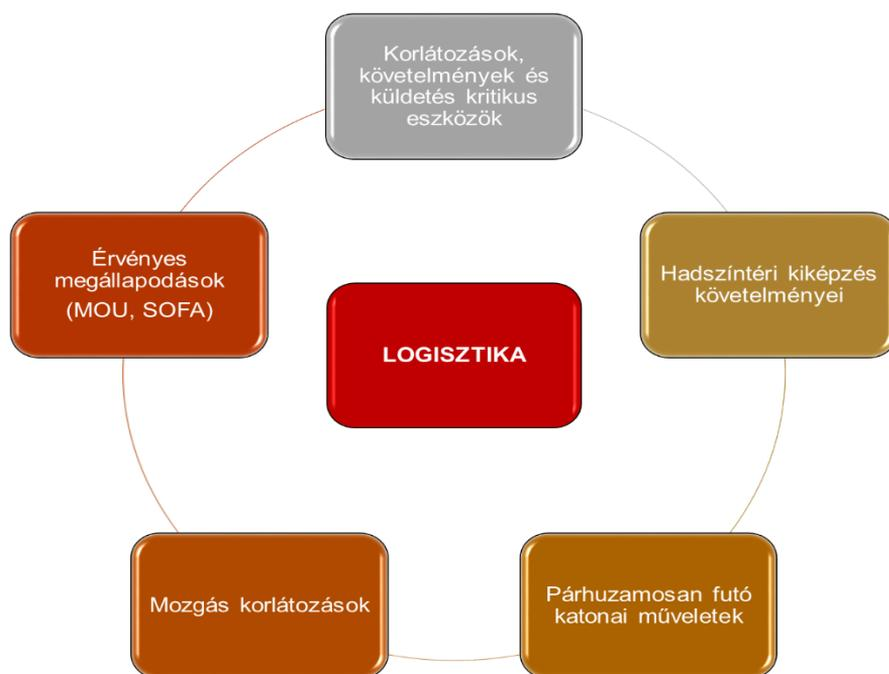 Korlátozások,
követelmények és
küldetés kritikus
eszközök
Érvényes
megállapodások
(MOU, SOFA)
Hadszíntéri kiképzés
követelményei
LOGISZTIKA
Mozgás korlátozások
Párhuzamosan futó
katonai műveletek